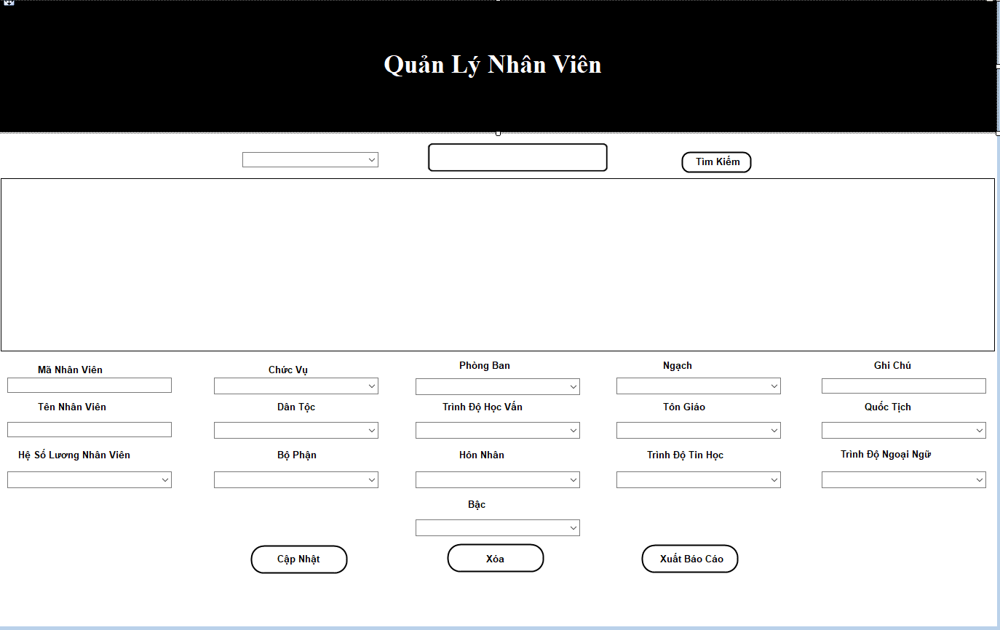 Quản Lý Nhân Viên
Tìm Kiếm
Mã Nhân Viên
Chức Vụ
Phòng Ban
Ngạch
Ghi Chú
Tên Nhân Viên
Dân Tộc
Trình Độ Học Vấn
Tôn Giáo
Quốc Tịch
Hệ Số Lương Nhân Viên
Bộ Phận
Hôn Nhân
Trình Độ Tin Học
Trình Độ Ngoại Ngữ
Bậc
Cập Nhật
Xóa
Xuất Báo Cáo